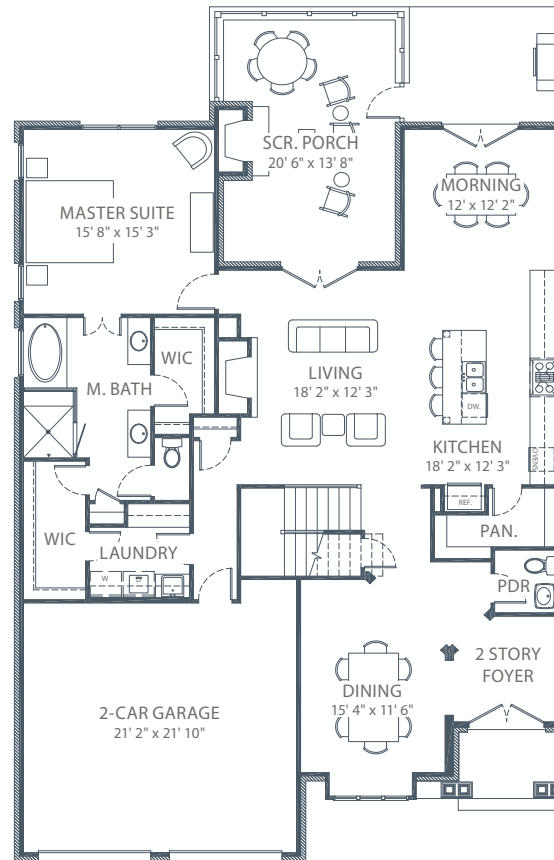 SCR. PORCH
20' 6" x 13' 8"
MORNING
12' x 12' 2"
MASTER SUITE
15' 8" x 15' 3"
WIC
M. BATH
LIVING
18' 2" x 12' 3"
DW.
KITCHEN
18' 2" x 12' 3"
OVENS
REF.
PAN.
WIC
LAUNDRY
W
PDR
2 STORY
FOYER
DINING
15' 4" x 11' 6"
2-CAR GARAGE
21' 2" x 21' 10"